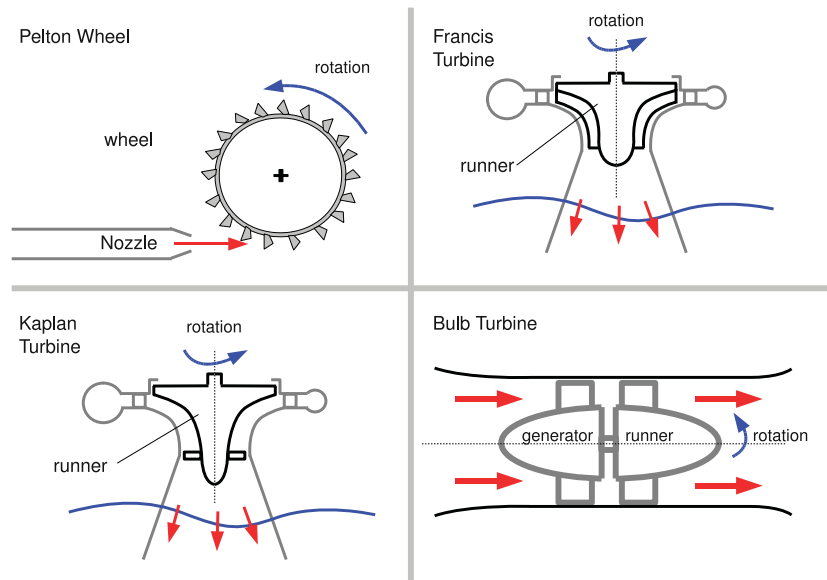 Pelton Wheel
rotation
wheel
Nozzle
Francis
Turbine
rotation
runner
Kaplan
Turbine
rotation
runner
Bulb Turbine
generator
runner
rotation